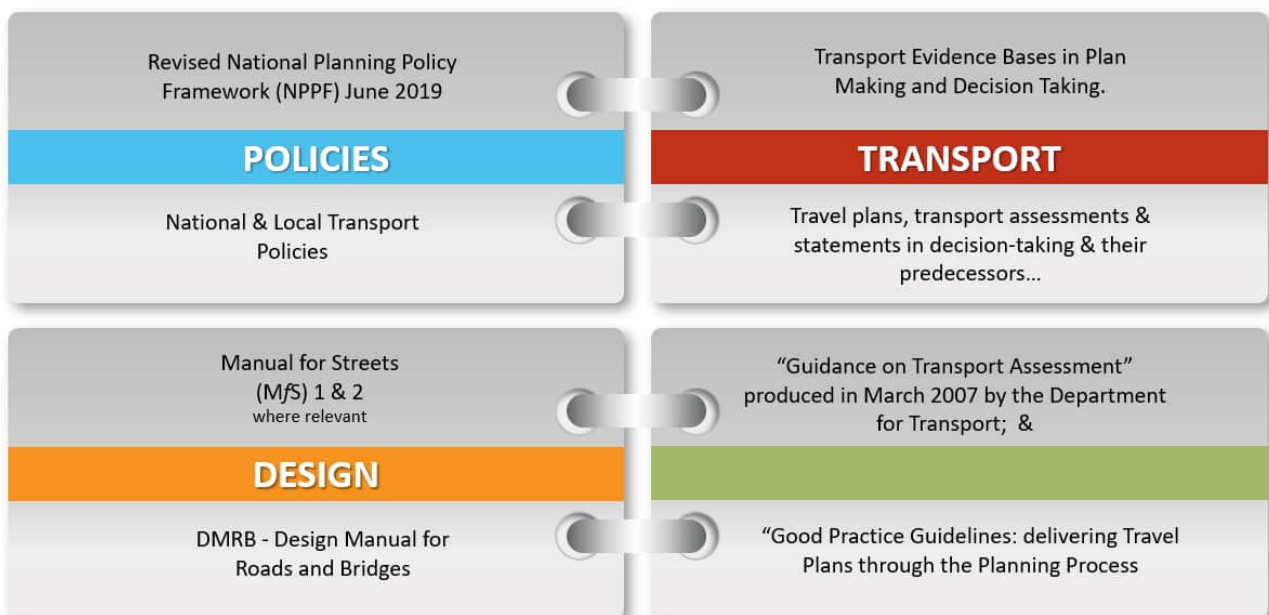 Revised National Planning Policy
Framework (NPPF) June 2019
POLICIES
National & Local Transport
Policies
Transport Evidence Bases in Plan
Making and Decision Taking.
TRANSPORT
Travel plans, transport assessments &
statements in decision-taking & their
predecessors...
Manual for Streets
(MfS) 1 & 2
where relevant
DESIGN
DMRB - Design Manual for
Roads and Bridges
“Guidance on Transport Assessment”
produced in March 2007 by the Department
for Transport; &
“Good Practice Guidelines: delivering Travel
Plans through the Planning Process